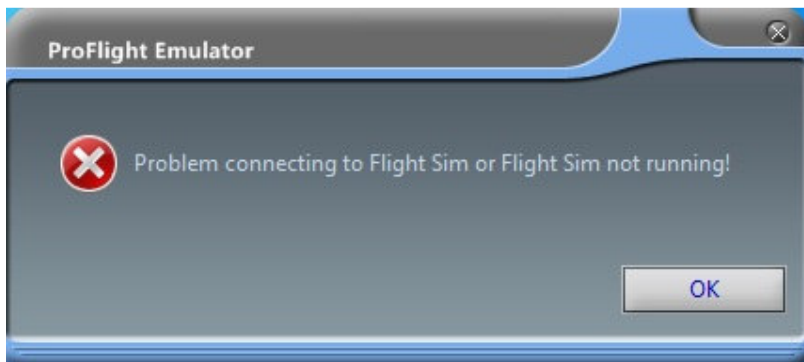 ProFlight Emulator
Problem connecting to Flight Sim or Flight Sim not running!
OK